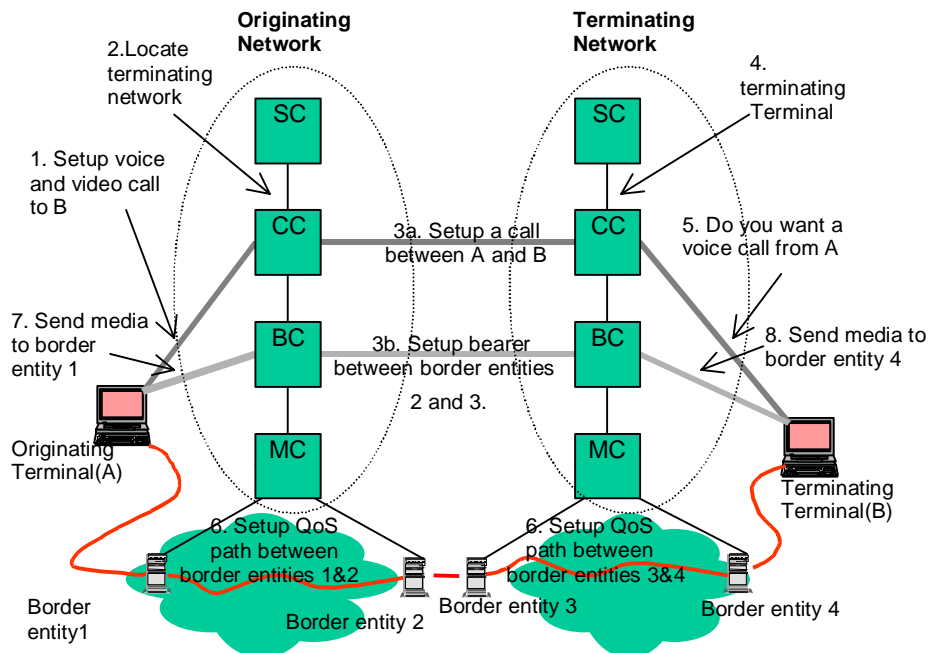 Originating
Network
Terminating
Network
2.Locate
terminating
network
4.
terminating
Terminal
SC
SC
1. Setup voice
and video call
to B
CC
3a. Setup a call
between A and B
CC
5. Do you want a
voice call from A
7. Send media
to border
entity 1
BC
3b. Setup bearer
between border entities
2 and 3.
BC
8. Send media to
border entity 4
MC
MC
Originating
Terminal(A)
Terminating
Terminal(B)
6. Setup QoS
path between
border entities 1&2
6. Setup QoS
path between
border entities 3&4
Border
entity1
Border entity 2
Border entity 3
Border entity 4